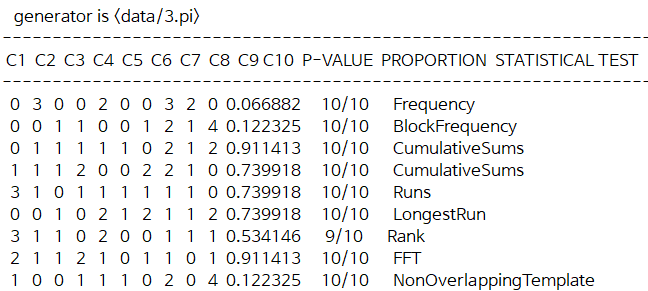 generator is 〈data/3.pi〉
------------------------------------------------------------
C1 C2 C3 C4 C5 C6 C7 C8 C9 C10 P-VALUE PROPORTION STATISTICAL TEST
------------------------------------------------------------
0 3 0 0 2 0 0 3 2 0 0.066882 10/10 Frequency
0 0 1 1 0 0 1 2 1 4 0.122325 10/10 BlockFrequency
0 1 1 1 1 1 0 2 1 2 0.911413 10/10 CumulativeSums
1 1 1 2 0 0 2 2 1 0 0.739918 10/10 CumulativeSums
3 1 0 1 1 1 1 1 1 0 0.739918 10/10 Runs
0 0 1 0 2 1 2 1 1 2 0.739918 10/10 LongestRun
3 1 1 0 2 0 0 1 1 1 0.534146 9/10 Rank
2 1 1 2 1 0 1 1 0 1 0.911413 10/10 FFT
1 0 0 1 1 1 0 2 0 4 0.122325 10/10 NonOverlappingTemplate